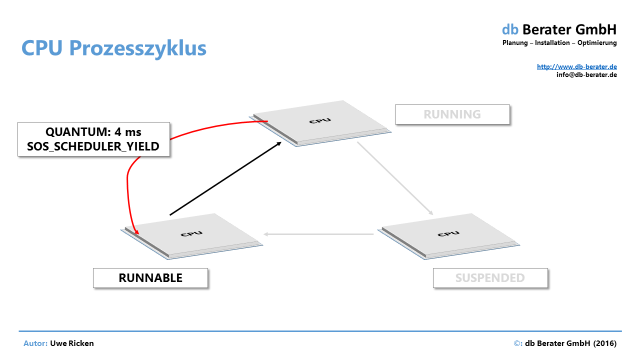 db Berater GmbH
Planung – Installation – Optimierung
http://www.db-berater.de
info@db-berater.de
CPU Prozesszyklus
CPU
RUNNING
QUANTUM: 4 ms
SOS_SCHEDULER_YIELD
CPU
CPU
RUNNABLE
SUSPENDED
Autor: Uwe Ricken
©: db Berater GmbH (2016)